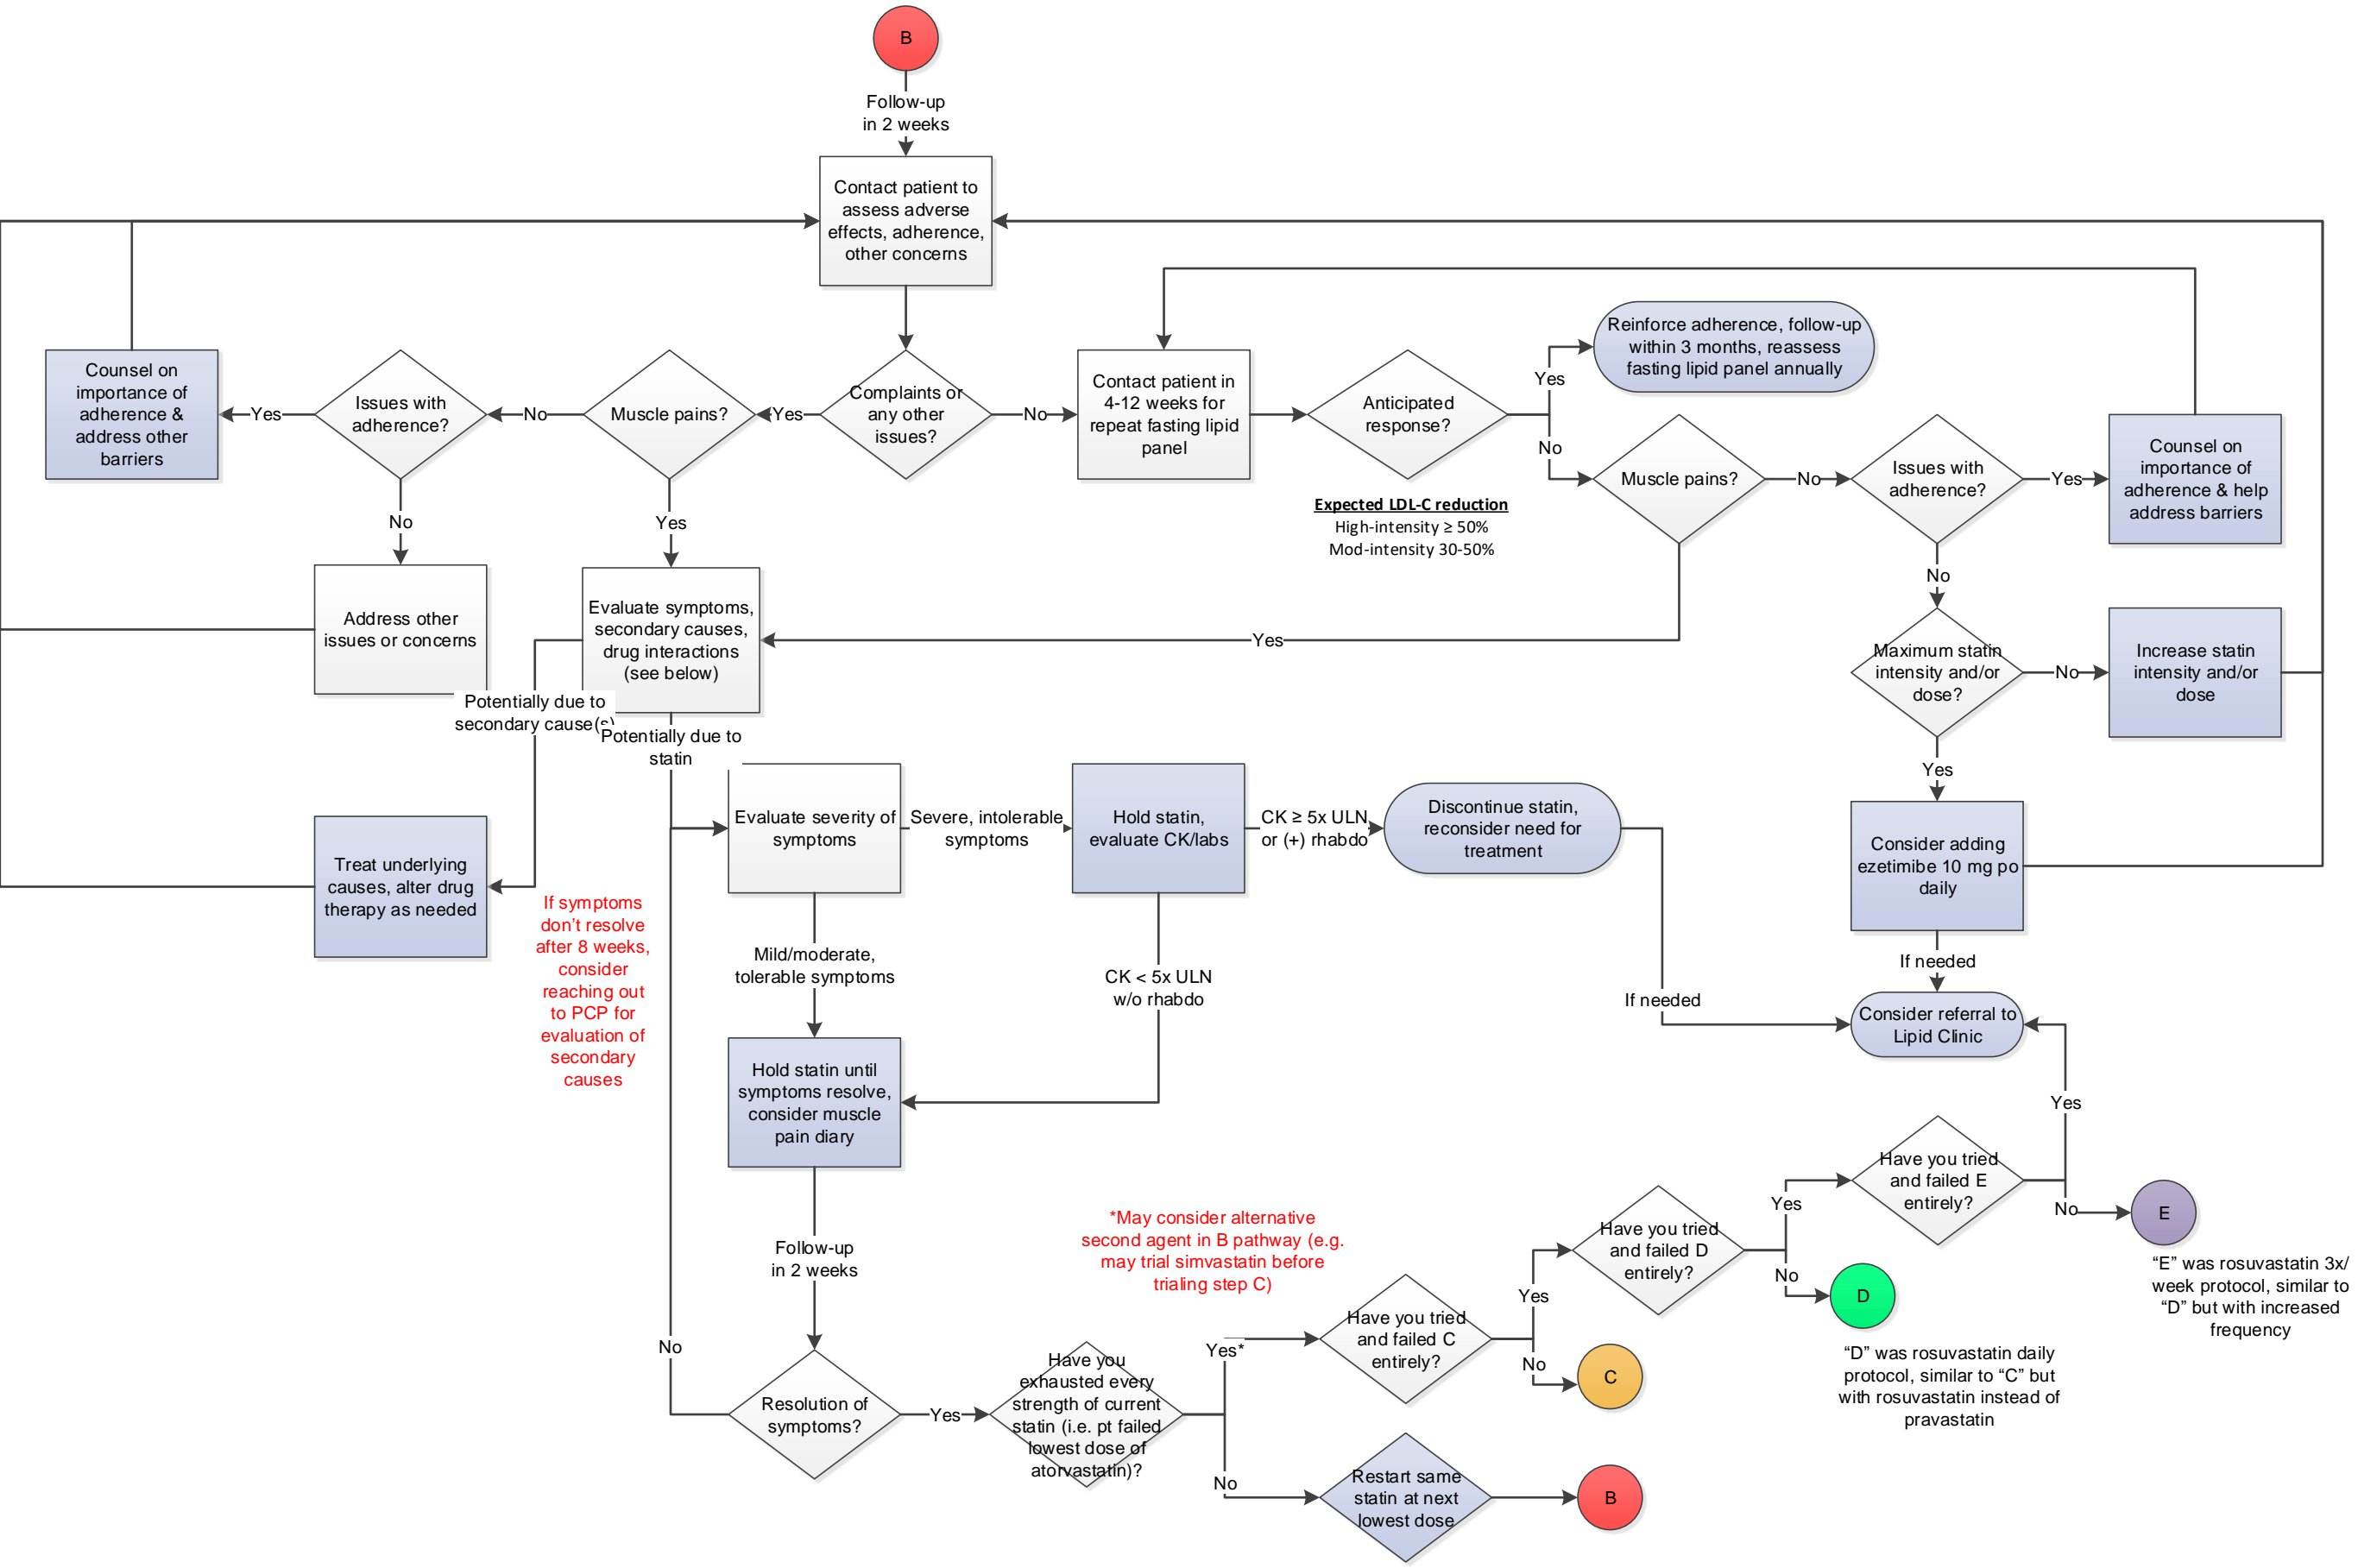 B
Follow-up
in 2 weeks
Contact patient to
assess adverse
effects, adherence,
other concerns
Counsel on
importance of
adherence &
address other
barriers
Yes
Issues with
adherence?
No
Muscle pains?
Yes
Complaints or
any other
issues?
No
Contact patient in
4-12 weeks for
repeat fasting lipid
panel
Anticipated
response?
Yes
No
Reinforce adherence, follow-up
within 3 months, reassess
fasting lipid panel annually
Expected LDL-C reduction
High-intensity ≥ 50%
Mod-intensity 30-50%
Muscle pains?
No
Issues with
adherence?
Yes
Counsel on
importance of
adherence & help
address barriers
No
Yes
No
Address other
issues or concerns
Evaluate symptoms,
secondary causes,
drug interactions
(see below)
Yes
Maximum statin
intensity and/or
dose?
No
Increase statin
intensity and/or
dose
Potentially due to
secondary cause(s)
Potentially due to
statin
Yes
Treat underlying
causes, alter drug
therapy as needed
Evaluate severity of
symptoms
Severe, intolerable
symptoms
Hold statin,
evaluate CK/labs
CK ≥ 5x ULN
or (+) rhabdo
Discontinue statin,
reconsider need for
treatment
Consider adding
ezetimibe 10 mg po
daily
If symptoms
don’t resolve
after 8 weeks,
consider
reaching out
to PCP for
evaluation of
secondary
causes
Mild/moderate,
tolerable symptoms
CK < 5x ULN
w/o rhabdo
If needed
If needed
Consider referral to
Lipid Clinic
Hold statin until
symptoms resolve,
consider muscle
pain diary
Follow-up
in 2 weeks
No
Resolution of
symptoms?
Yes
Have you
exhausted every
strength of current
statin (i.e. pt failed
lowest dose of
atorvastatin)?
*May consider alternative
second agent in B pathway (e.g.
may trial simvastatin before
trialing step C)
Yes*
No
Have you tried
and failed C
entirely?
Yes
No
C
Have you tried
and failed D
entirely?
Yes
No
D
“D” was rosuvastatin daily
protocol, similar to “C” but
with rosuvastatin instead of
pravastatin
Have you tried
and failed E
entirely?
Yes
No
E
“E” was rosuvastatin 3x/
week protocol, similar to
“D” but with increased
frequency
Restart same
statin at next
lowest dose
B